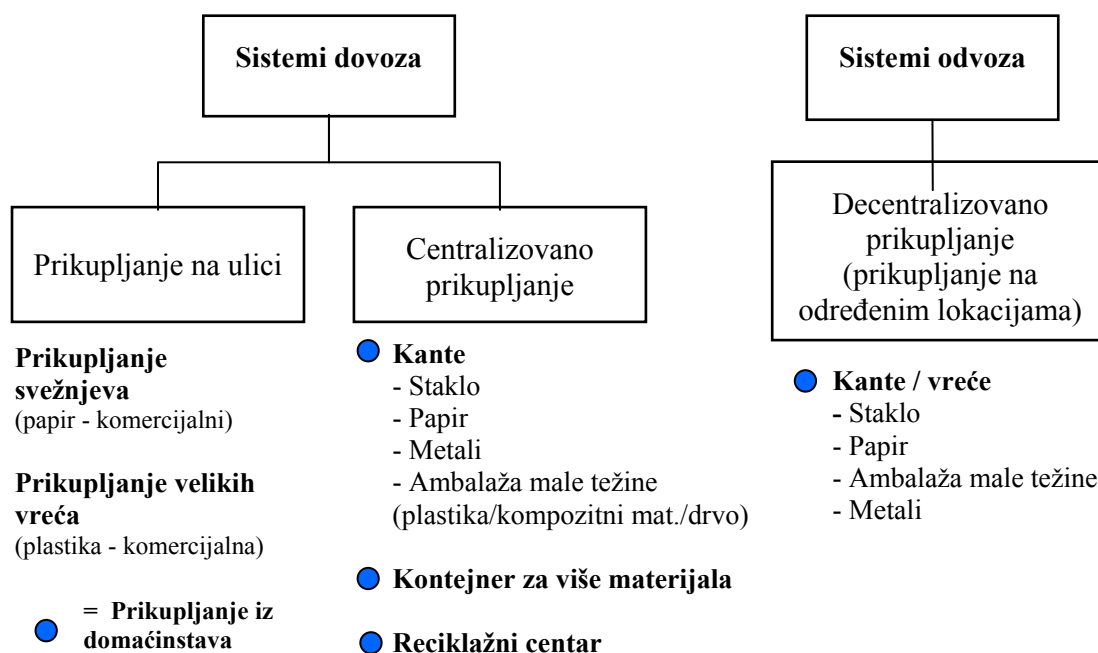 Sistemi dovoza
Sistemi odvoza
Prikupljanje na ulici
Centralizovano
prikupljanje
Decentralizovano
prikupljanje
(prikupljanje na
određenim lokacijama)
Prikupljanje
svežnjeva
(papir - komercijalni)
Prikupljanje velikih
vreća
(plastika - komercijalna)
= Prikupljanje iz
domaćinstava
Kante
- Staklo
- Papir
- Metali
- Ambalaža male težine
(plastika/kompozitni mat./drvo)
Kontejner za više materijala
Reciklažni centar
Kante / vreće
- Staklo
- Papir
- Ambalaža male težine
- Metali